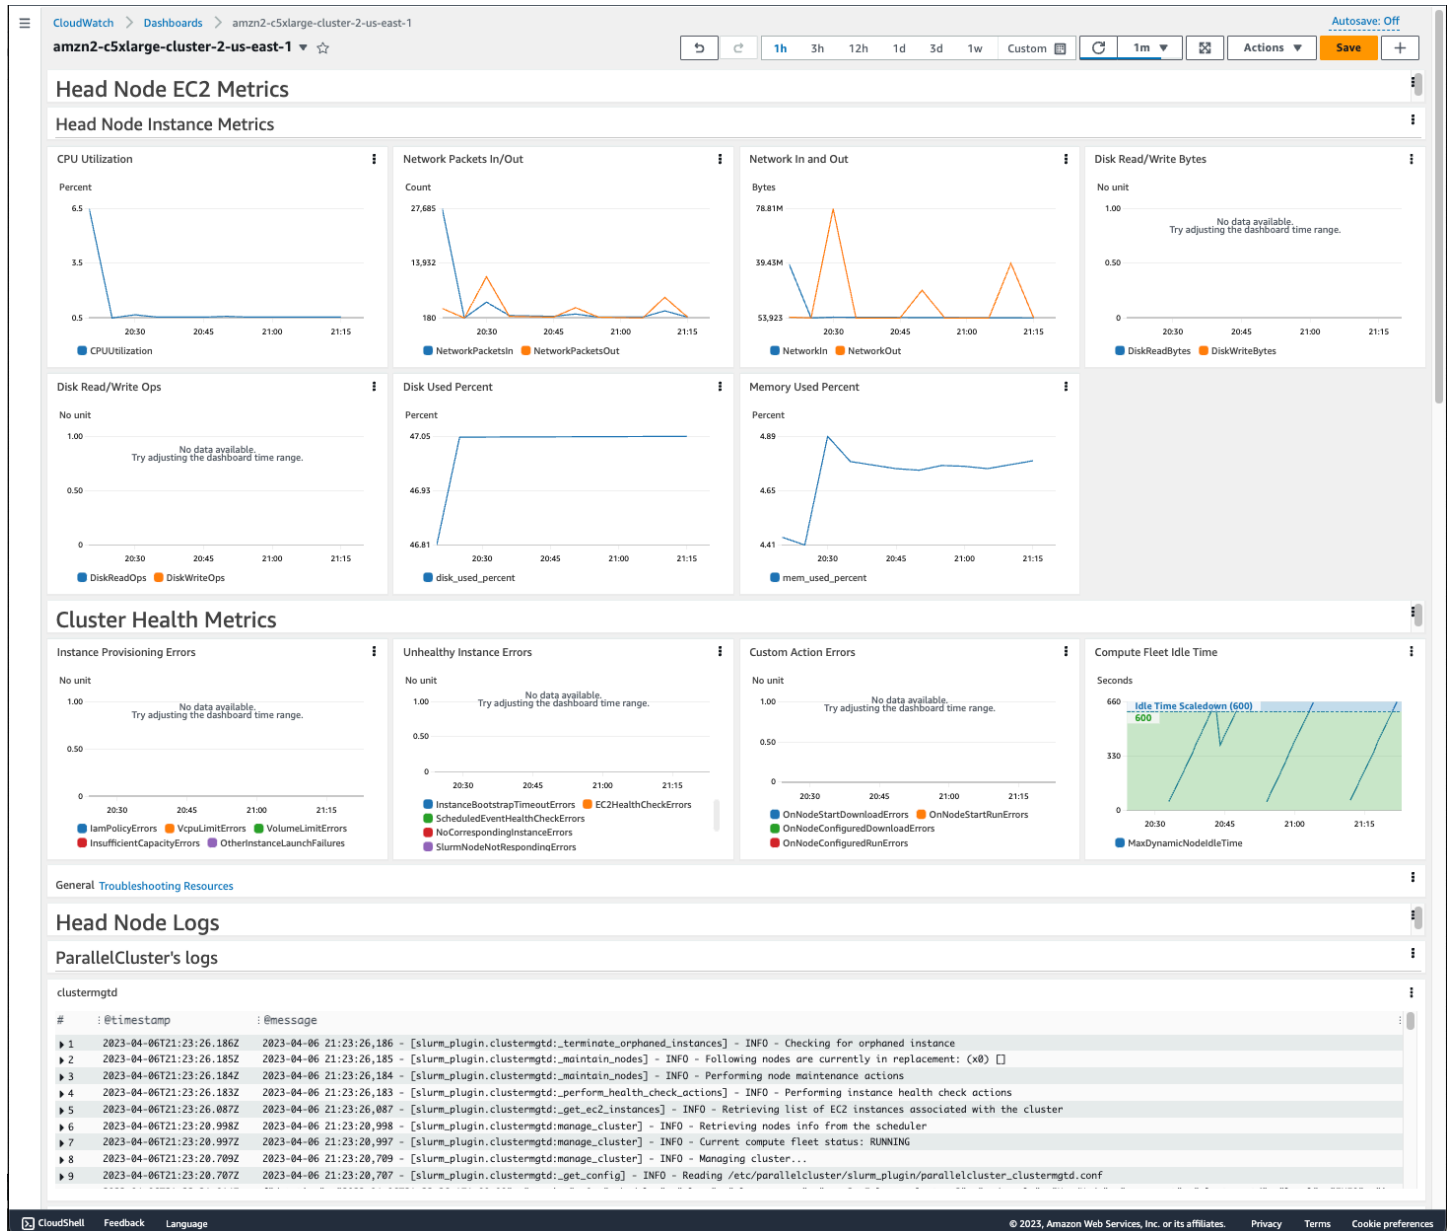 CloudWatch > Dashboards > amzn2-c5xlarge-cluster-2-us-east-1
Autosave: Off
amzn2-c5xlarge-cluster-2-us-east-1
1h 3h 12h 1d 3d 1w Custom 1m Actions Save
Head Node EC2 Metrics
Head Node Instance Metrics
CPU Utilization
Percent
6.5
3.5
0.5
20:30 20:45 21:00 21:15
CPUUtilization
Network Packets In/Out
Count
27,685
13,932
180
20:30 20:45 21:00 21:15
NetworkPacketsIn NetworkPacketsOut
Network In and Out
Bytes
78.81M
39.43M
53,923
20:30 20:45 21:00 21:15
NetworkIn NetworkOut
Disk Read/Write Bytes
No unit
1.00
No data available.
Try adjusting the dashboard time range.
0.50
0
20:30 20:45 21:00 21:15
DiskReadBytes DiskWriteBytes
Disk Read/Write Ops
No unit
1.00
No data available.
Try adjusting the dashboard time range.
0.50
0
20:30 20:45 21:00 21:15
DiskReadOps DiskWriteOps
Disk Used Percent
Percent
47.05
46.93
46.81
20:30 20:45 21:00 21:15
disk_used_percent
Memory Used Percent
Percent
4.89
4.65
4.41
20:30 20:45 21:00 21:15
mem_used_percent
Cluster Health Metrics
Instance Provisioning Errors
No unit
1.00
No data available.
Try adjusting the dashboard time range.
0.50
0
20:30 20:45 21:00 21:15
IamPolicyErrors VcpuLimitErrors VolumeLimitErrors
InsufficientCapacityErrors OtherInstanceLaunchFailures
Unhealthy Instance Errors
No unit
1.00
No data available.
Try adjusting the dashboard time range.
0.50
0
20:30 20:45 21:00 21:15
InstanceBootstrapTimeoutErrors EC2HealthCheckErrors
ScheduledEventHealthCheckErrors
NoCorrespondingInstanceErrors
SlurmNodeNotRespondingErrors
Custom Action Errors
No unit
1.00
No data available.
Try adjusting the dashboard time range.
0.50
0
20:30 20:45 21:00 21:15
OnNodeStartDownloadErrors OnNodeStartRunErrors
OnNodeConfiguredDownloadErrors
OnNodeConfiguredRunErrors
Compute Fleet Idle Time
Seconds
660
Idle Time Scaledown (600)
600
330
0
20:30 20:45 21:00 21:15
MaxDynamicNodeIdleTime
General Troubleshooting Resources
Head Node Logs
ParallelCluster's logs
clustermgtd
# @timestamp @message
1 2023-04-06T21:23:26.186Z 2023-04-06 21:23:26,186 - [slurm_plugin.clustermgtd:_terminate_orphaned_instances] - INFO - Checking for orphaned instance
2 2023-04-06T21:23:26.185Z 2023-04-06 21:23:26,185 - [slurm_plugin.clustermgtd:_maintain_nodes] - INFO - Following nodes are currently in replacement: (x0) []
3 2023-04-06T21:23:26.184Z 2023-04-06 21:23:26,184 - [slurm_plugin.clustermgtd:_maintain_nodes] - INFO - Performing node maintenance actions
4 2023-04-06T21:23:26.183Z 2023-04-06 21:23:26,183 - [slurm_plugin.clustermgtd:_perform_health_check_actions] - INFO - Performing instance health check actions
5 2023-04-06T21:23:26.087Z 2023-04-06 21:23:26,087 - [slurm_plugin.clustermgtd:_get_ec2_instances] - INFO - Retrieving list of EC2 instances associated with the cluster
6 2023-04-06T21:23:20.998Z 2023-04-06 21:23:20,998 - [slurm_plugin.clustermgtd:manage_cluster] - INFO - Retrieving nodes info from the scheduler
7 2023-04-06T21:23:20.997Z 2023-04-06 21:23:20,997 - [slurm_plugin.clustermgtd:manage_cluster] - INFO - Current compute fleet status: RUNNING
8 2023-04-06T21:23:20.709Z 2023-04-06 21:23:20,709 - [slurm_plugin.clustermgtd:manage_cluster] - INFO - Managing cluster...
9 2023-04-06T21:23:20.707Z 2023-04-06 21:23:20,707 - [slurm_plugin.clustermgtd:_get_config] - INFO - Reading /etc/parallelcluster/slurm_plugin/parallelcluster_clustermgtd.conf
CloudShell Feedback Language © 2023, Amazon Web Services, Inc. or its affiliates. Privacy Terms Cookie preferences